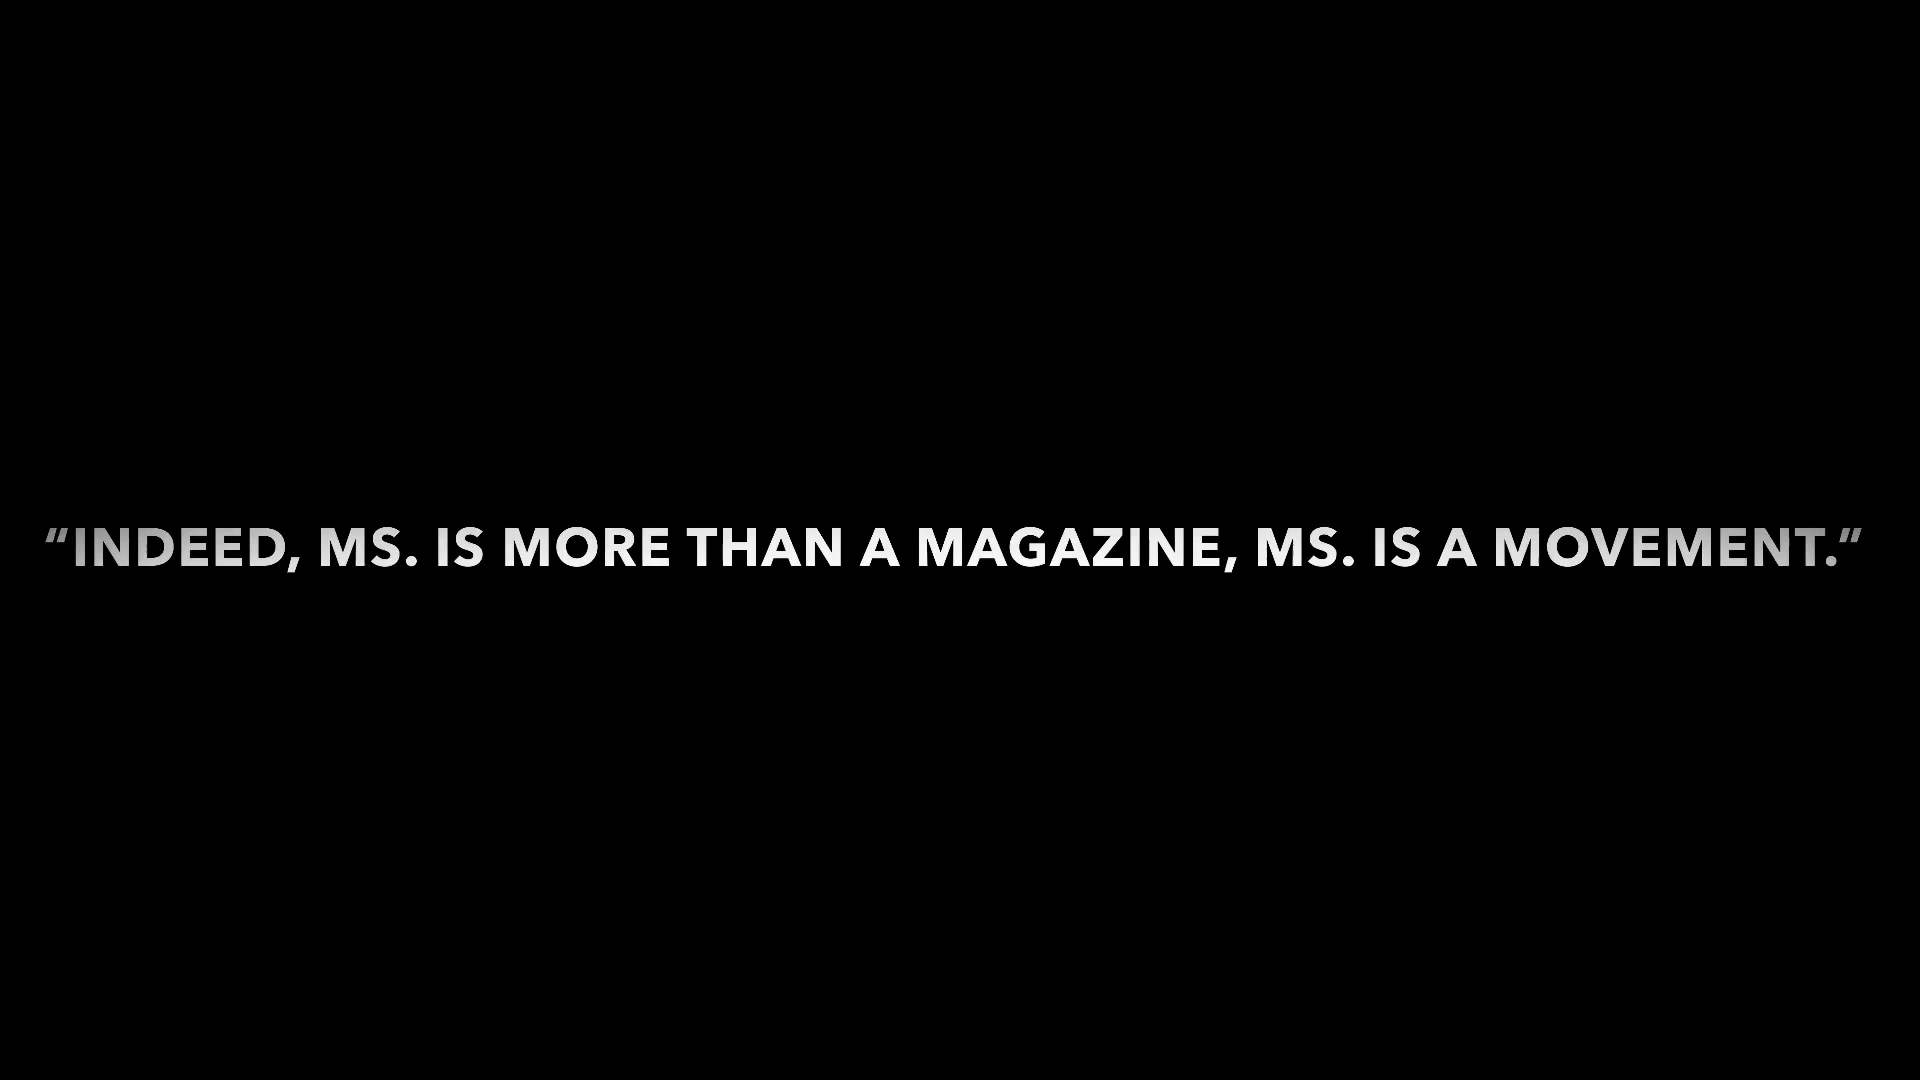 “INDEED, MS. IS MORE THAN A MAGAZINE, MS. IS A MOVEMENT.”